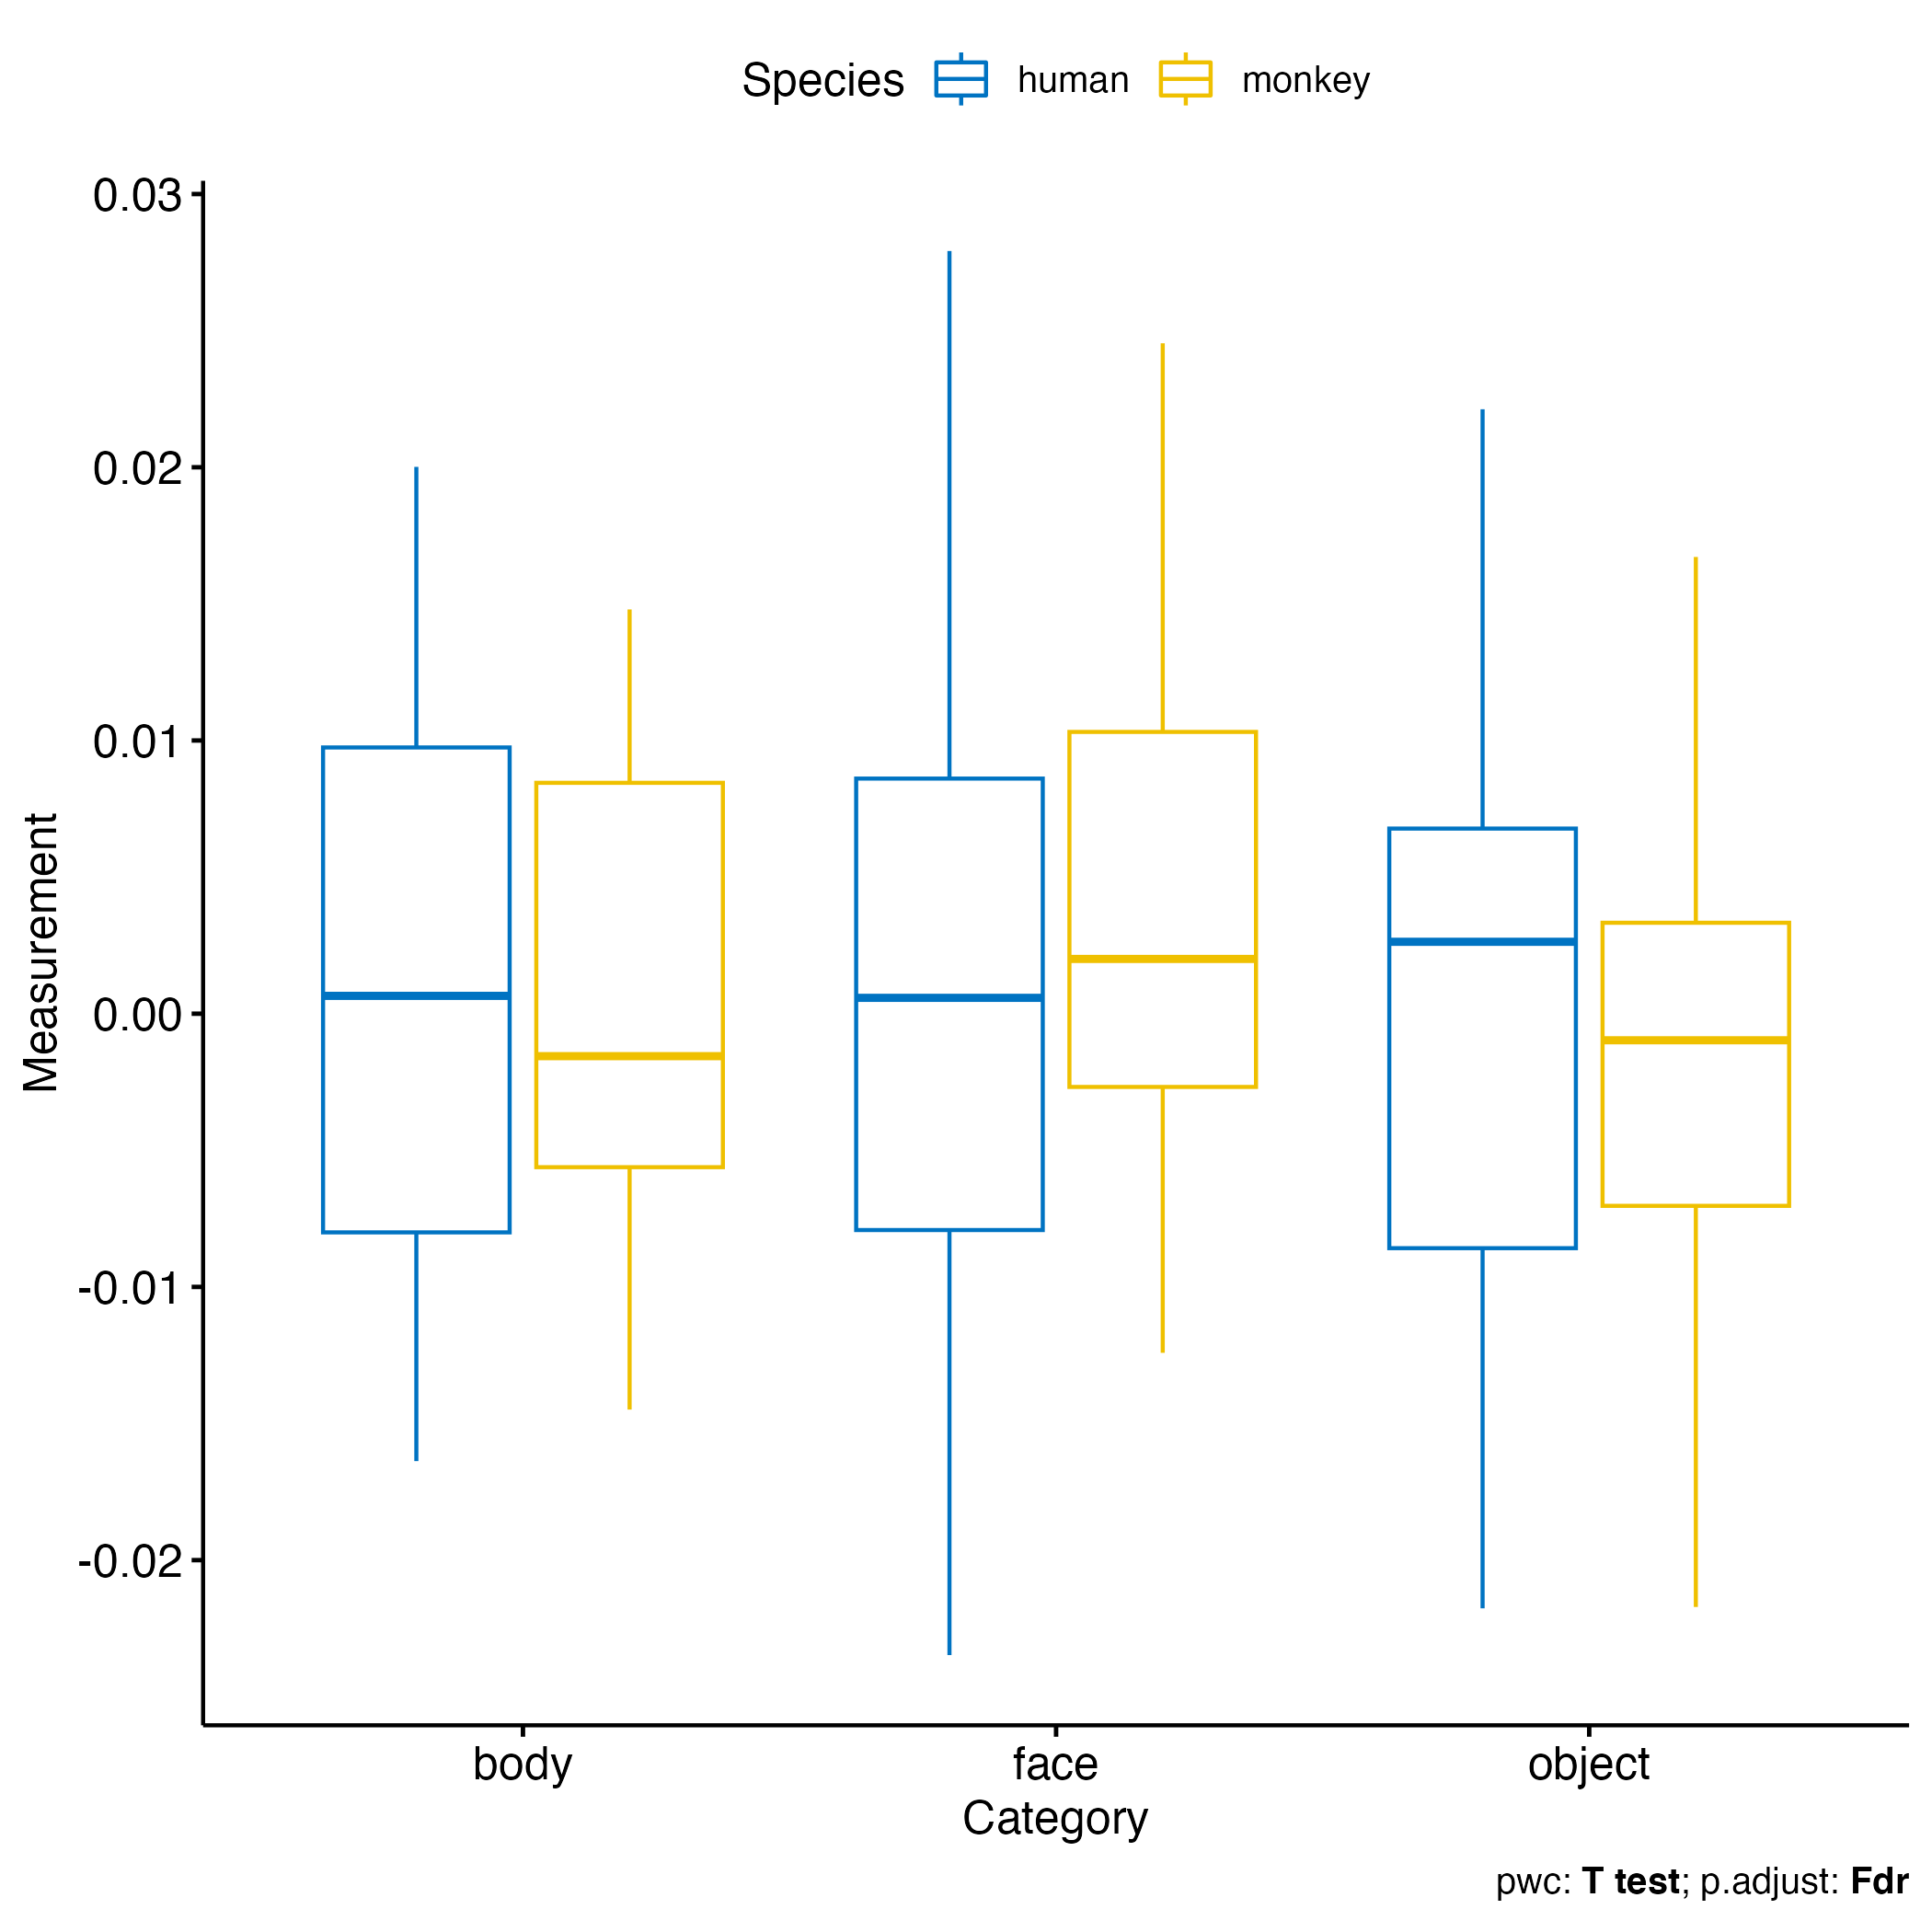 Species human monkey
0.03
0.02
0.01
0.00
-0.01
-0.02
Measurement
body face object
Category
pwc: T test; p.adjust: Fdr